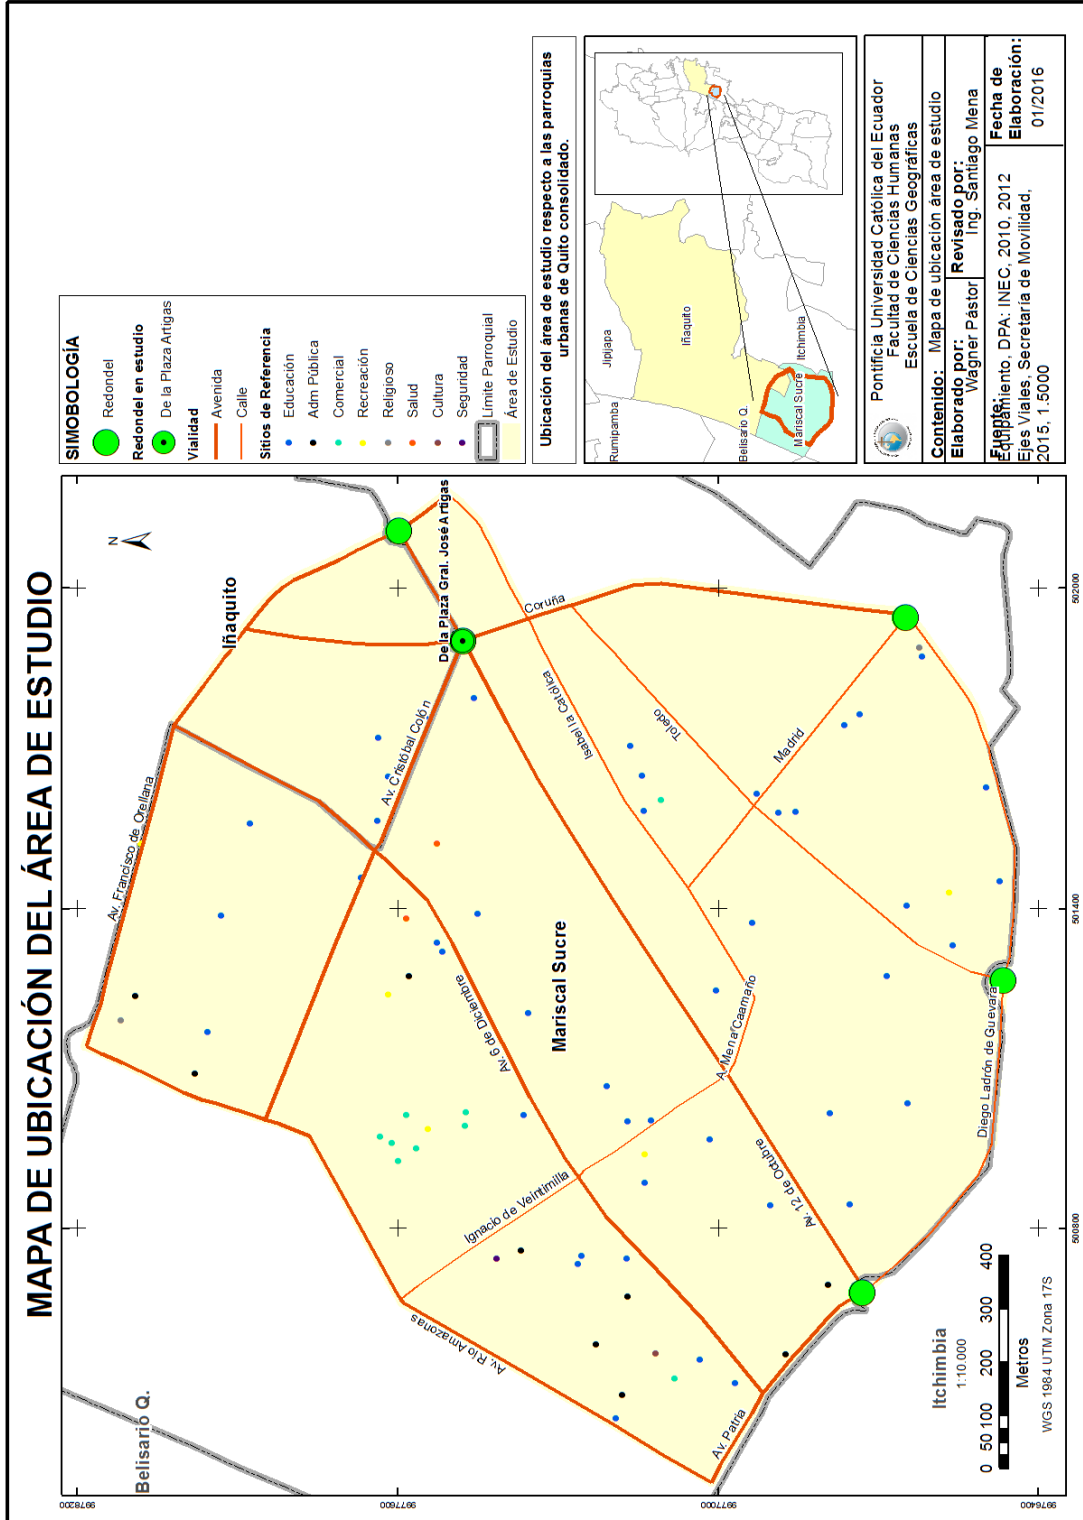 MAPA DE UBICACIÓN DEL ÁREA DE ESTUDIO
Belisario Q.
Iñaquito
N
Av. Francisco de Orellana
Av. Cristóbal Colón
De la Plaza Gral. José Artigas
Coruña
Isabel la Católica
Toledo
Madrid
Av. 6 de Diciembre
Mariscal Sucre
A. Mena Caamaño
Ignacio de Veintimilla
Av. Río Amazonas
Av. 12 de Octubre
Av. Patria
Diego Ladrón de Guevara
Itchimbia
1:10.000
0 50 100 200 300 400
Metros
WGS 1984 UTM Zona 17S
9978200
9977600
9977000
9976400
500800
501400
502000
SIMOBOLOGÍA
Redondel
Redondel en estudio
De la Plaza Artigas
Vialidad
Avenida
Calle
Sitios de Referencia
Educación
Adm Pública
Comercial
Recreación
Religioso
Salud
Cultura
Seguridad
Límite Parroquial
Área de Estudio
Ubicación del área de estudio respecto a las parroquias
urbanas de Quito consolidado.
Rumipamba
Jipijapa
Iñaquito
Belisario Q.
Mariscal Sucre
Itchimbia
Pontificia Universidad Católica del Ecuador
Facultad de Ciencias Humanas
Escuela de Ciencias Geográficas
Contenido: Mapa de ubicación área de estudio
Elaborado por:
Wagner Pástor
Revisado por:
Ing. Santiago Mena
Fuente:
Equipamiento, DPA: INEC, 2010, 2012
Ejes Viales, Secretaría de Movilidad,
2015, 1:5000
Fecha de
Elaboración:
01/2016